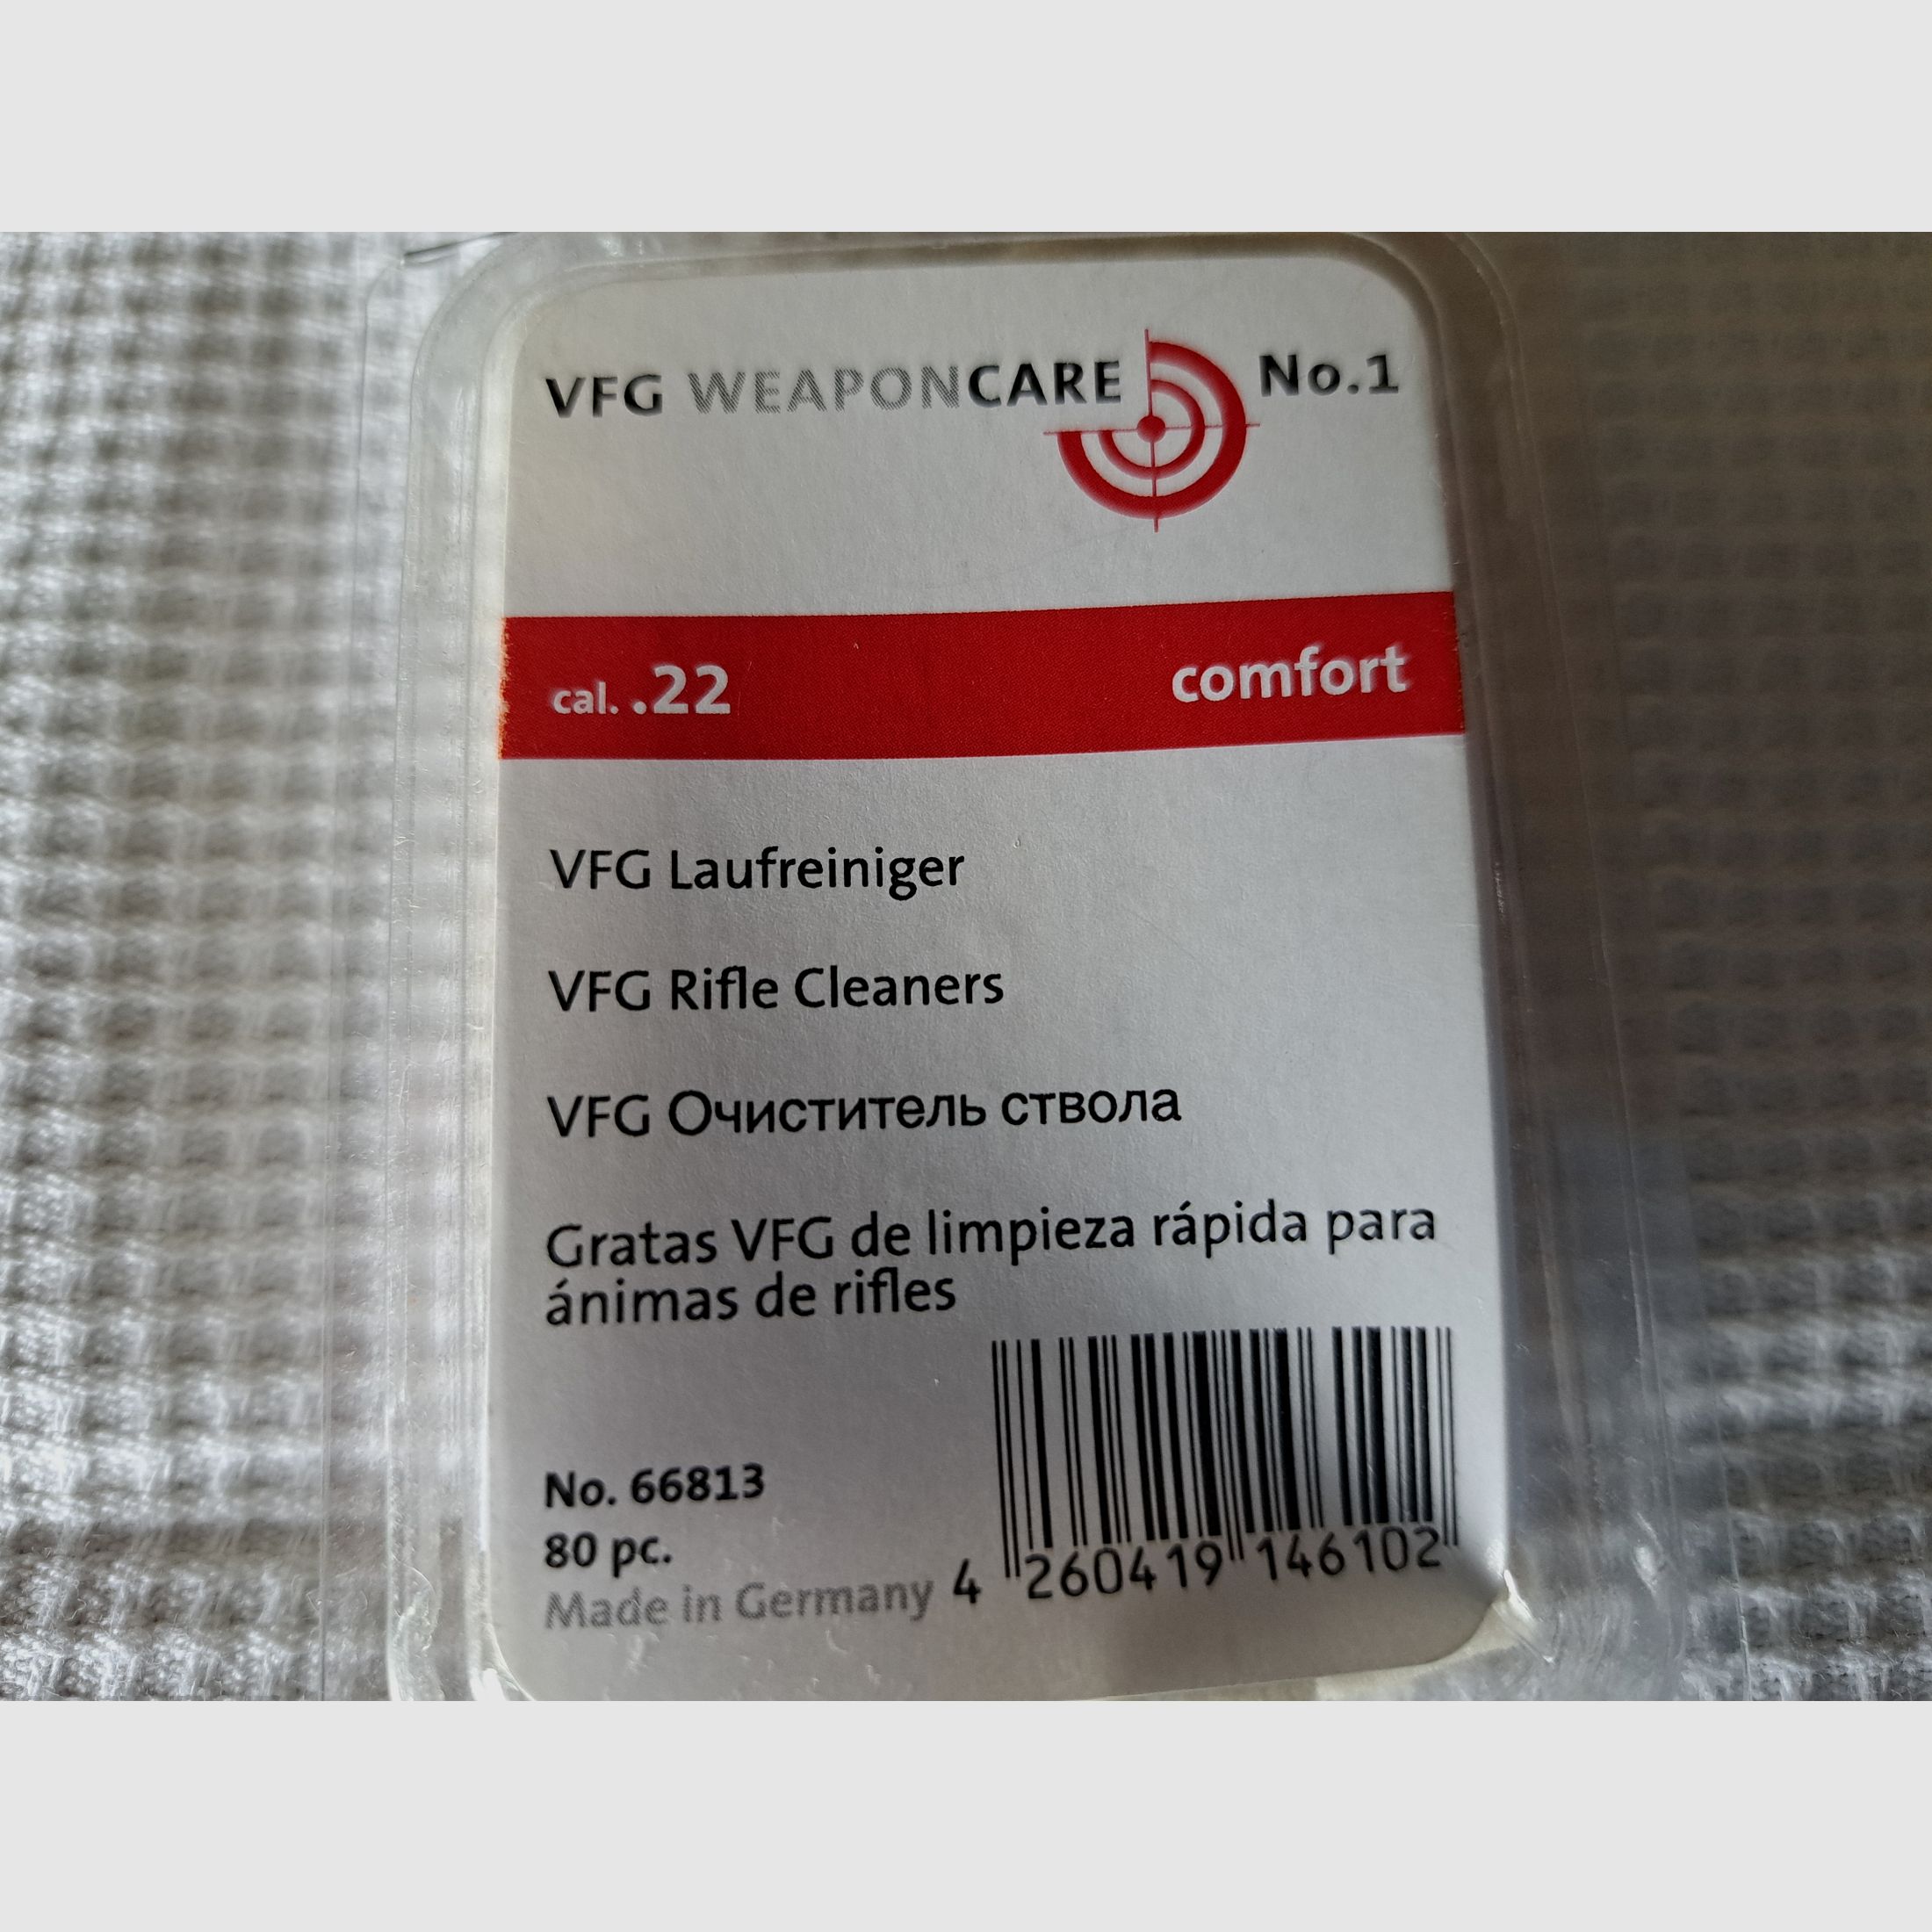 VFG WEAPONCARE No.1
cal. .22 comfort
VFG Laufreiniger
VFG Rifle Cleaners
VFG Очиститель ствола
Gratas VFG de limpieza rápida para
ánimas de rifles
No. 66813
80 pc.
Made in Germany
4 260419 146102